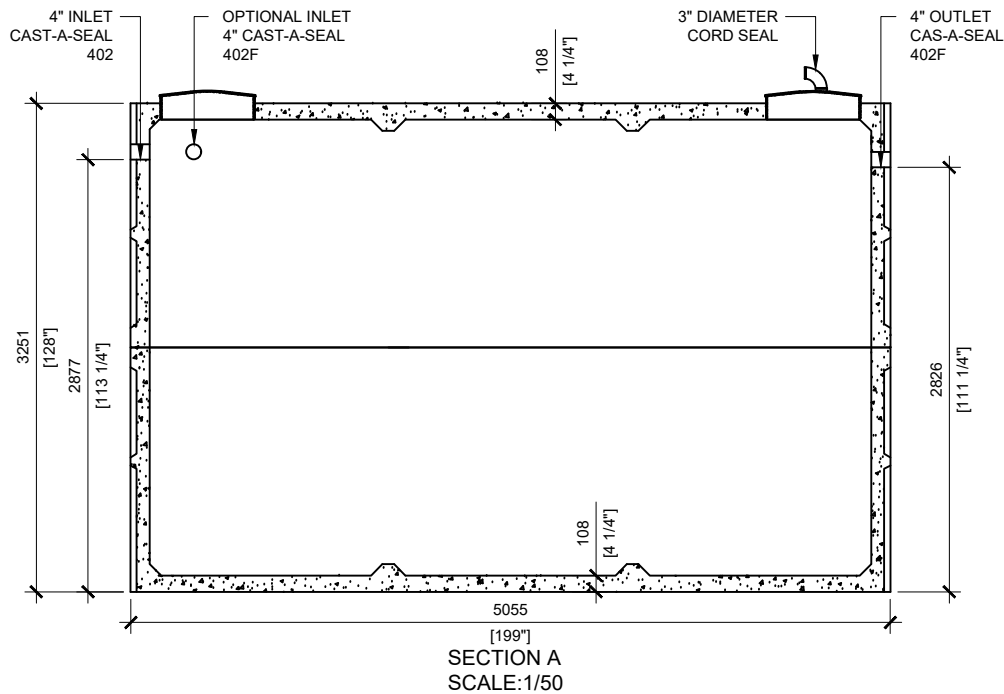 4" INLET
CAST-A-SEAL
402
OPTIONAL INLET
4" CAST-A-SEAL
402F
3" DIAMETER
CORD SEAL
4" OUTLET
CAS-A-SEAL
402F
108
[4 1/4"]
3251
[128"]
2877
[113 1/4"]
2826
[111 1/4"]
108
[4 1/4"]
5055
[199"]
SECTION A
SCALE:1/50